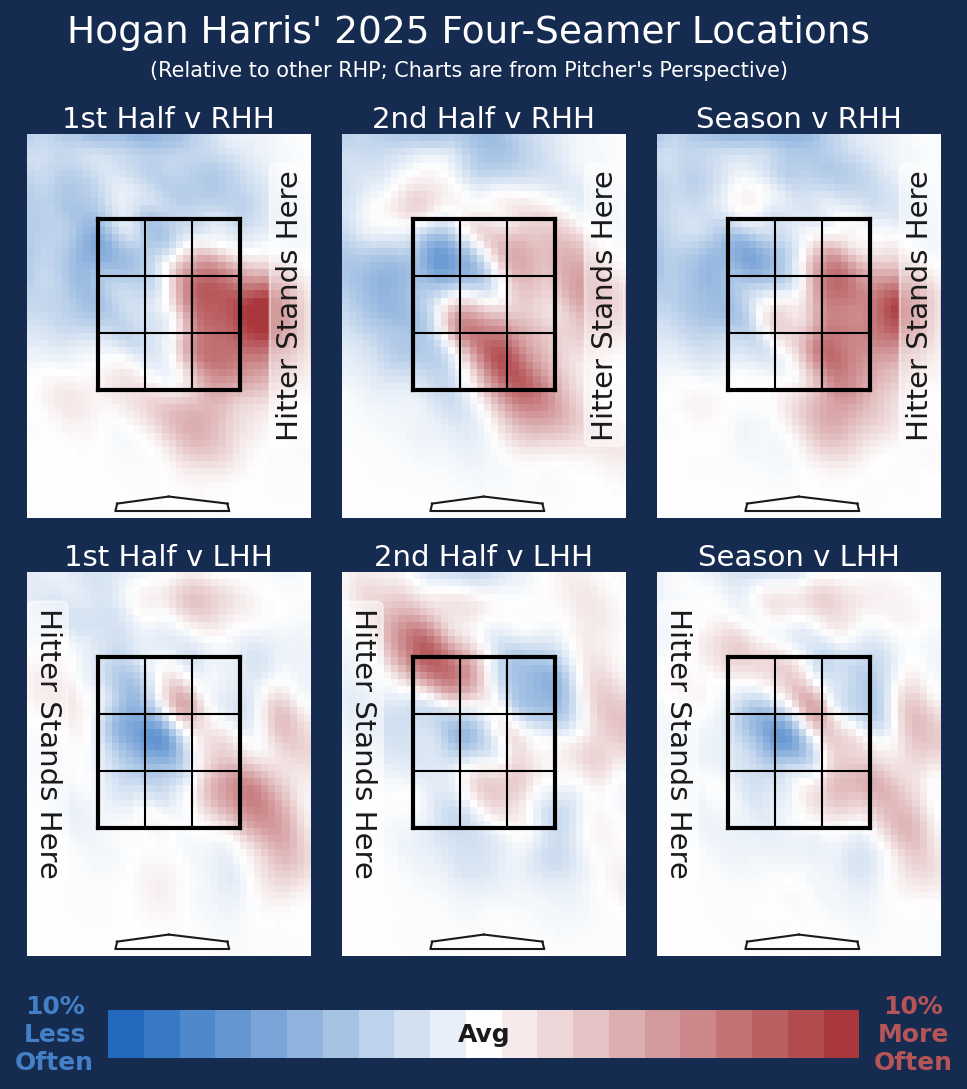 Hogan Harris' 2025 Four-Seamer Locations
(Relative to other RHP; Charts are from Pitcher's Perspective)
1st Half v RHH
2nd Half v RHH
Season v RHH
Hitter Stands Here
Hitter Stands Here
Hitter Stands Here
1st Half v LHH
2nd Half v LHH
Season v LHH
Hitter Stands Here
Hitter Stands Here
Hitter Stands Here
10%
Less
Often
Avg
10%
More
Often